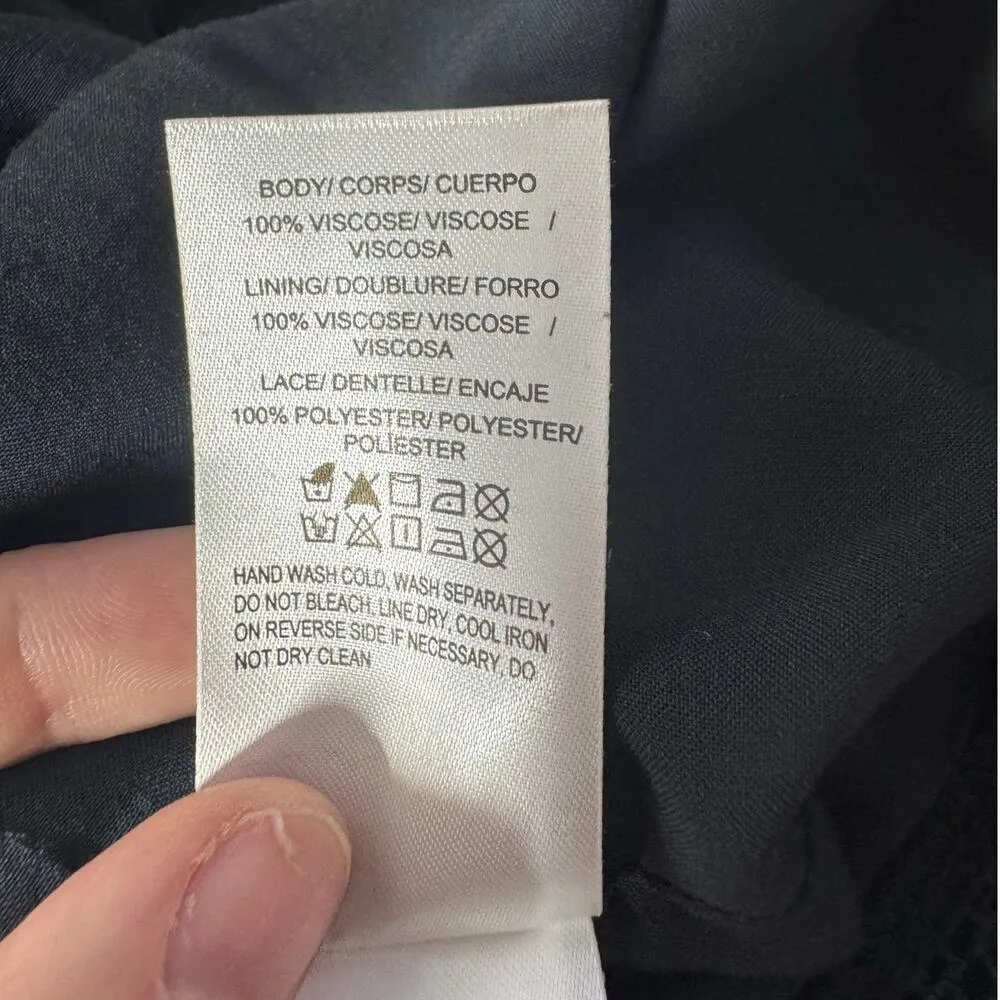 BODY/ CORPS/ CUERPO
100% VISCOSE/ VISCOSE /
VISCOSA
LINING/ DOUBLURE/ FORRO
100% VISCOSE/ VISCOSE /
VISCOSA
LACE/ DENTELLE/ ENCAJE
100% POLYESTER/ POLYESTER/
POLIESTER
HAND WASH COLD, WASH SEPARATELY,
DO NOT BLEACH, LINE DRY, COOL IRON
ON REVERSE SIDE IF NECESSARY, DO
NOT DRY CLEAN